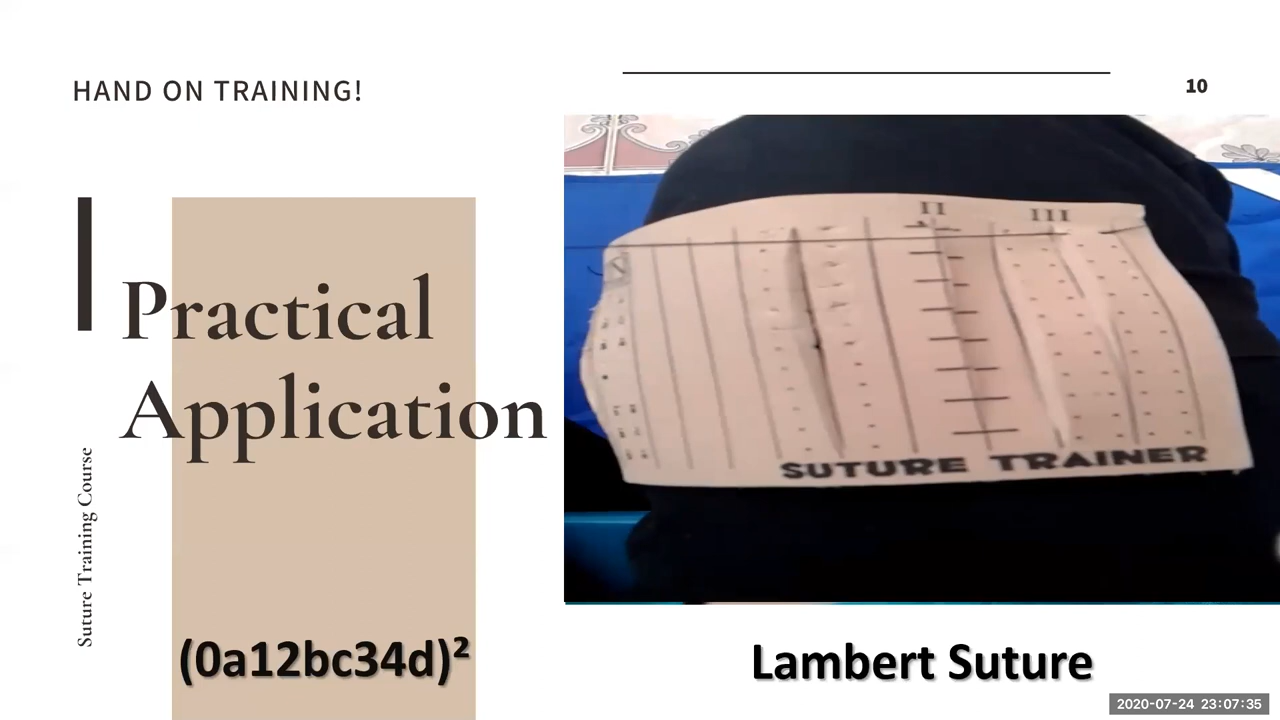 HAND ON TRAINING!
10
Practical
Application
Suture Training Course
II
III
SUTURE TRAINER
(0a12bc34d)²
Lambert Suture
2020-07-24 23:07:35